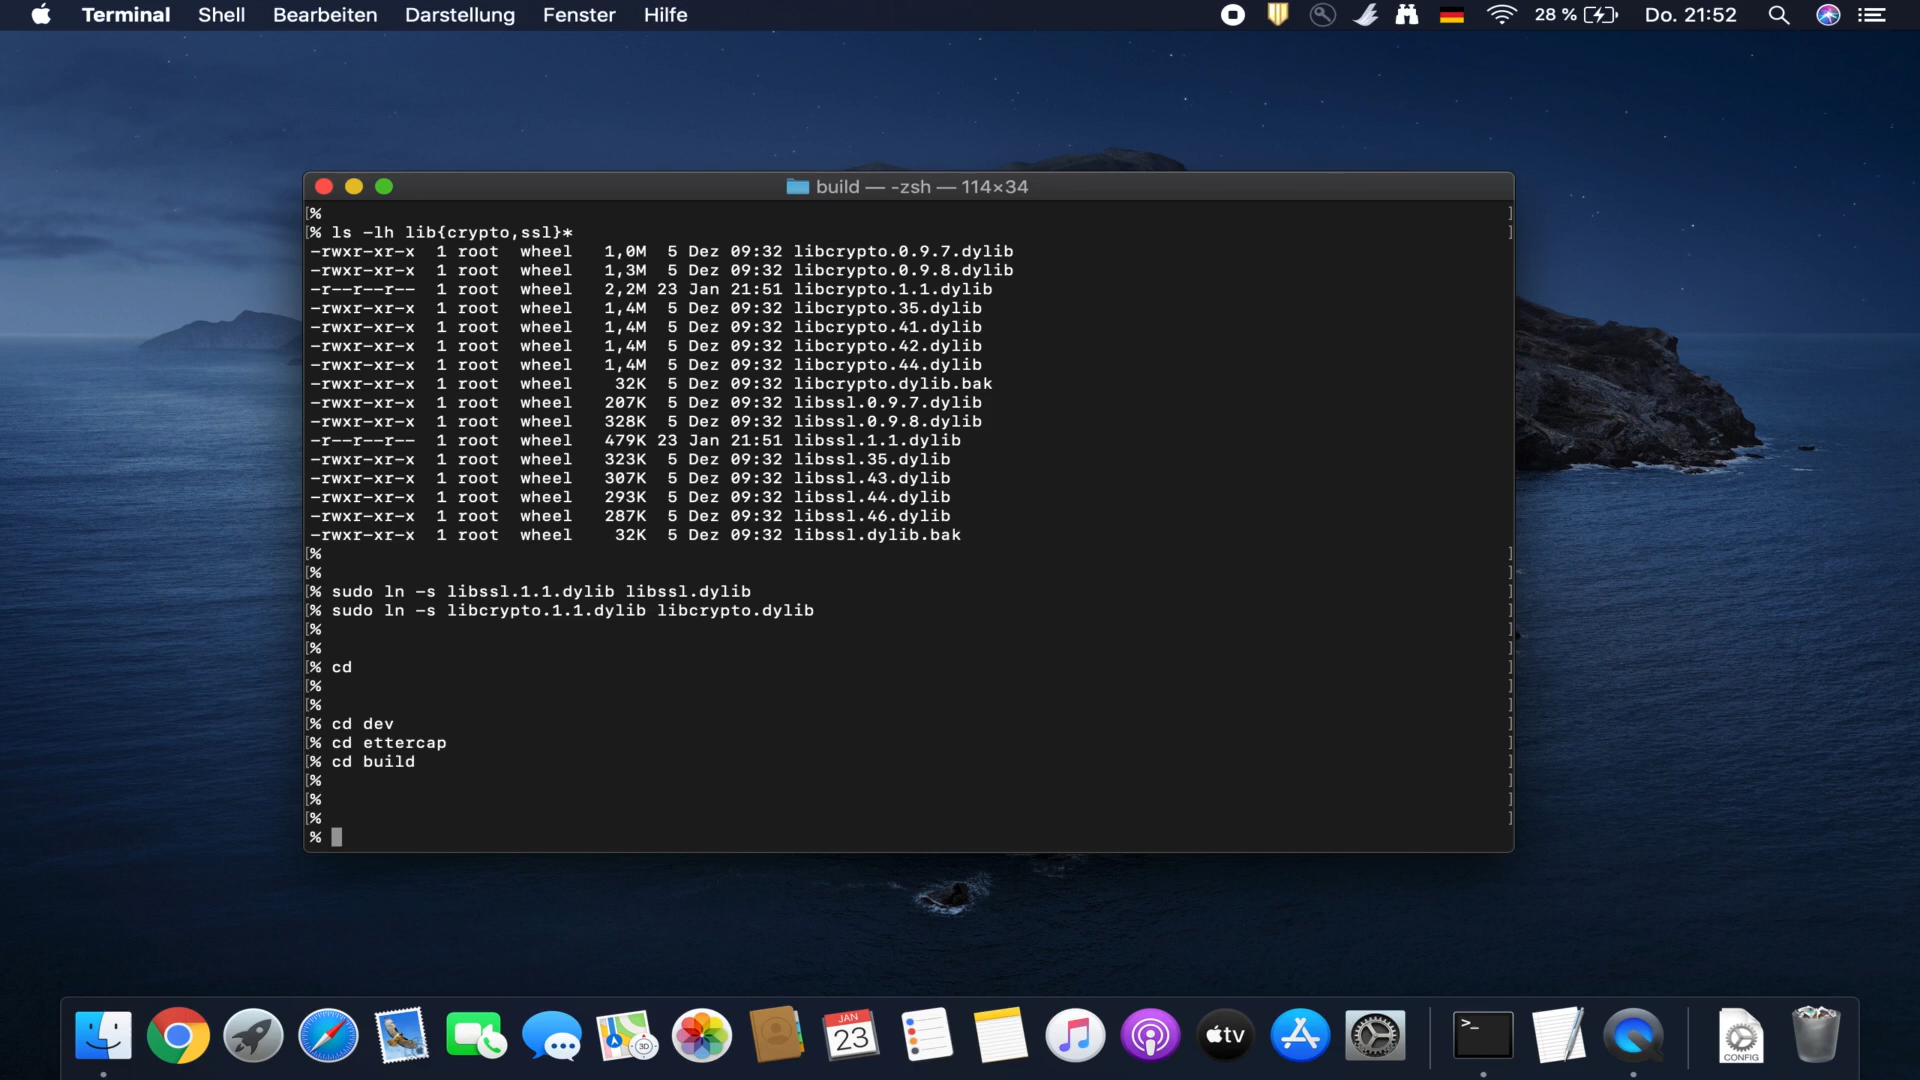 Terminal Shell Bearbeiten Darstellung Fenster Hilfe 28 % Do. 21:52
build — -zsh — 114×34
[% ]
[% ls -lh lib{crypto,ssl}* ]
-rwxr-xr-x 1 root wheel 1,0M 5 Dez 09:32 libcrypto.0.9.7.dylib
-rwxr-xr-x 1 root wheel 1,3M 5 Dez 09:32 libcrypto.0.9.8.dylib
-r--r--r-- 1 root wheel 2,2M 23 Jan 21:51 libcrypto.1.1.dylib
-rwxr-xr-x 1 root wheel 1,4M 5 Dez 09:32 libcrypto.35.dylib
-rwxr-xr-x 1 root wheel 1,4M 5 Dez 09:32 libcrypto.41.dylib
-rwxr-xr-x 1 root wheel 1,4M 5 Dez 09:32 libcrypto.42.dylib
-rwxr-xr-x 1 root wheel 1,4M 5 Dez 09:32 libcrypto.44.dylib
-rwxr-xr-x 1 root wheel 32K 5 Dez 09:32 libcrypto.dylib.bak
-rwxr-xr-x 1 root wheel 207K 5 Dez 09:32 libssl.0.9.7.dylib
-rwxr-xr-x 1 root wheel 328K 5 Dez 09:32 libssl.0.9.8.dylib
-r--r--r-- 1 root wheel 479K 23 Jan 21:51 libssl.1.1.dylib
-rwxr-xr-x 1 root wheel 323K 5 Dez 09:32 libssl.35.dylib
-rwxr-xr-x 1 root wheel 307K 5 Dez 09:32 libssl.43.dylib
-rwxr-xr-x 1 root wheel 293K 5 Dez 09:32 libssl.44.dylib
-rwxr-xr-x 1 root wheel 287K 5 Dez 09:32 libssl.46.dylib
-rwxr-xr-x 1 root wheel 32K 5 Dez 09:32 libssl.dylib.bak
[% ]
[% ]
[% sudo ln -s libssl.1.1.dylib libssl.dylib ]
[% sudo ln -s libcrypto.1.1.dylib libcrypto.dylib ]
[% ]
[% ]
[% cd ]
[% ]
[% ]
[% cd dev ]
[% cd ettercap ]
[% cd build ]
[% ]
[% ]
[% ]
%
JAN
23
3D
tv
>_
CONFIG